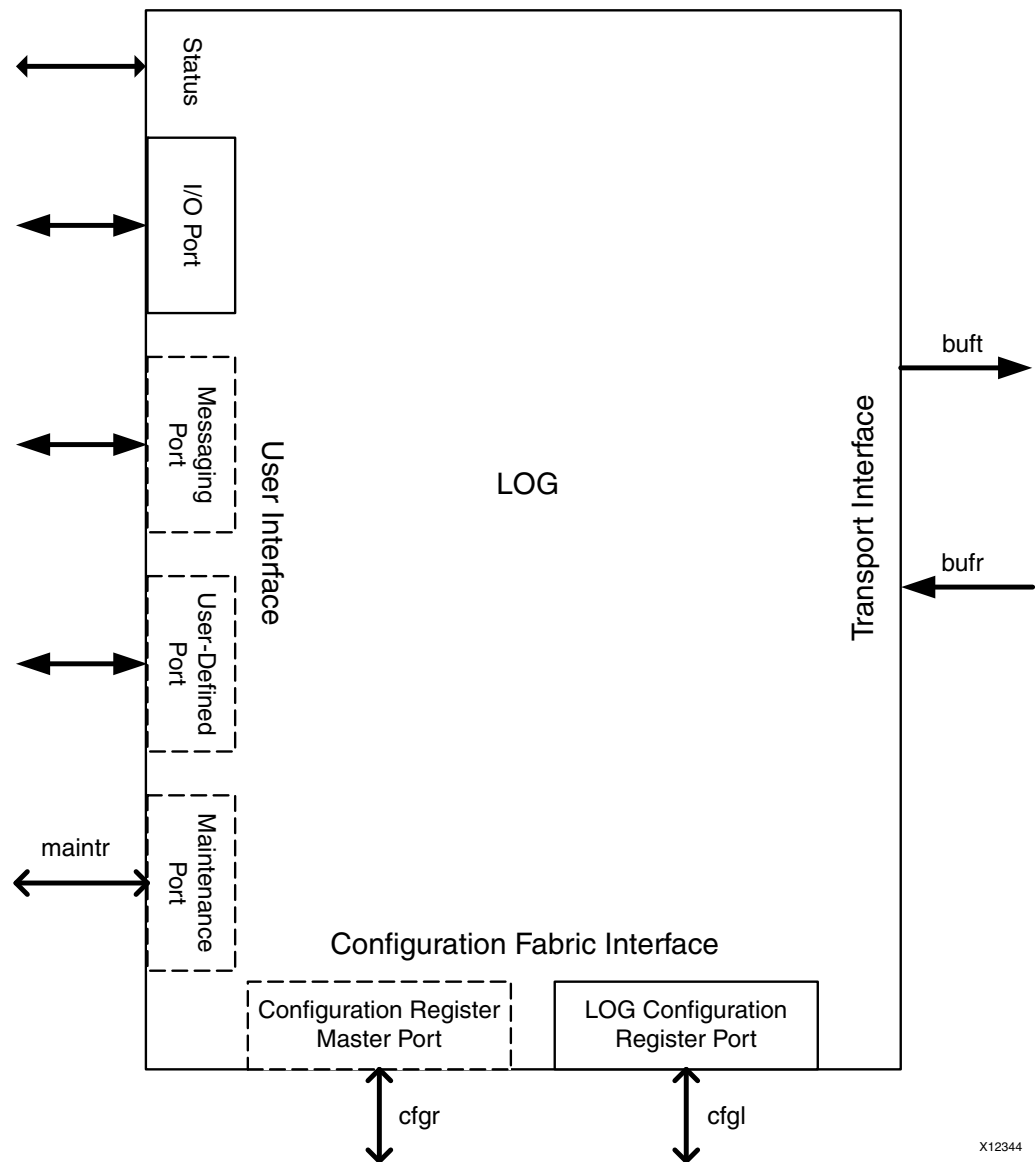 Status
I/O Port
buft
Messaging
Port
User Interface
LOG
Transport Interface
bufr
User-Defined
Port
maintr
Maintenance
Port
Configuration Fabric Interface
Configuration Register
Master Port
LOG Configuration
Register Port
cfgr
cfgl
X12344